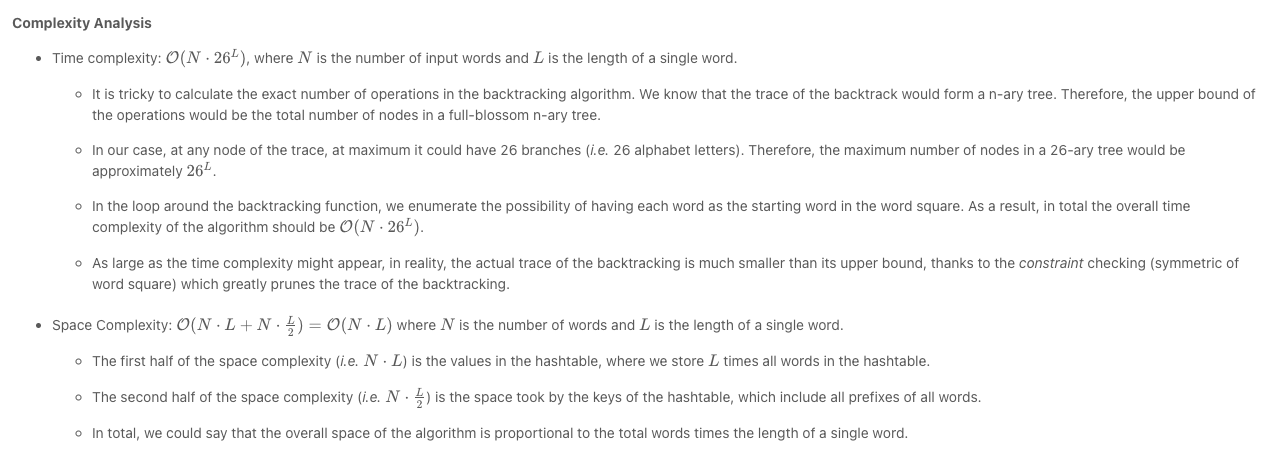 Complexity Analysis
• Time complexity: O(N · 26^L), where N is the number of input words and L is the length of a single word.
◦ It is tricky to calculate the exact number of operations in the backtracking algorithm. We know that the trace of the backtrack would form a n-ary tree. Therefore, the upper bound of
the operations would be the total number of nodes in a full-blossom n-ary tree.
◦ In our case, at any node of the trace, at maximum it could have 26 branches (i.e. 26 alphabet letters). Therefore, the maximum number of nodes in a 26-ary tree would be
approximately 26^L.
◦ In the loop around the backtracking function, we enumerate the possibility of having each word as the starting word in the word square. As a result, in total the overall time
complexity of the algorithm should be O(N · 26^L).
◦ As large as the time complexity might appear, in reality, the actual trace of the backtracking is much smaller than its upper bound, thanks to the constraint checking (symmetric of
word square) which greatly prunes the trace of the backtracking.
• Space Complexity: O(N · L + N · L/2) = O(N · L) where N is the number of words and L is the length of a single word.
◦ The first half of the space complexity (i.e. N · L) is the values in the hashtable, where we store L times all words in the hashtable.
◦ The second half of the space complexity (i.e. N · L/2) is the space took by the keys of the hashtable, which include all prefixes of all words.
◦ In total, we could say that the overall space of the algorithm is proportional to the total words times the length of a single word.